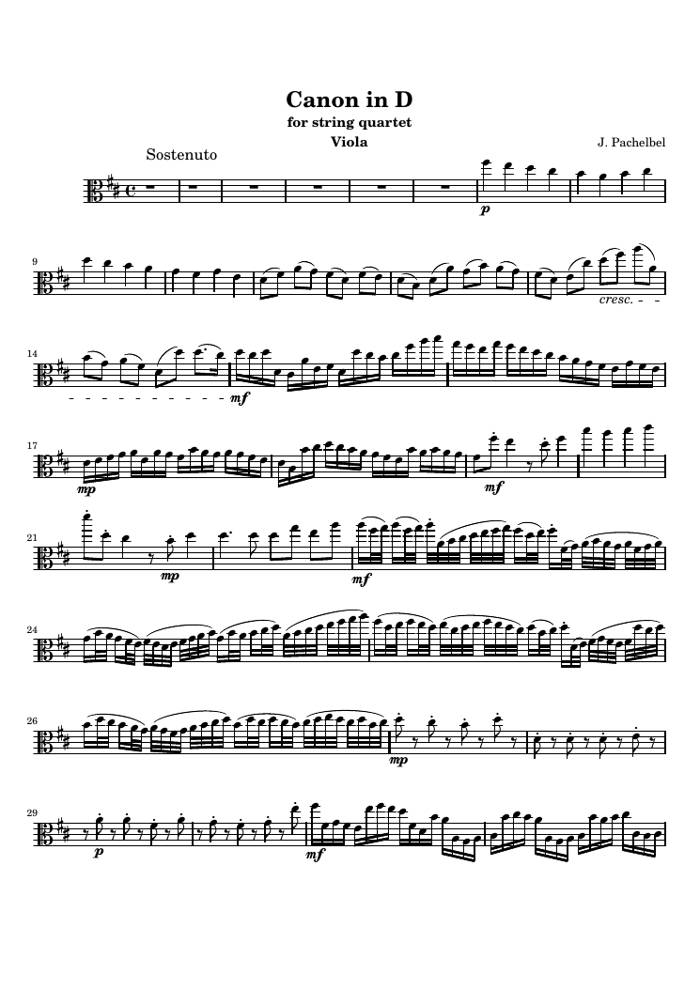 Canon in D
for string quartet
Viola
J. Pachelbel
Sostenuto
p
9
cresc.
14
mf
17
mp
mf
21
mp
mf
24
26
mp
29
p
mf